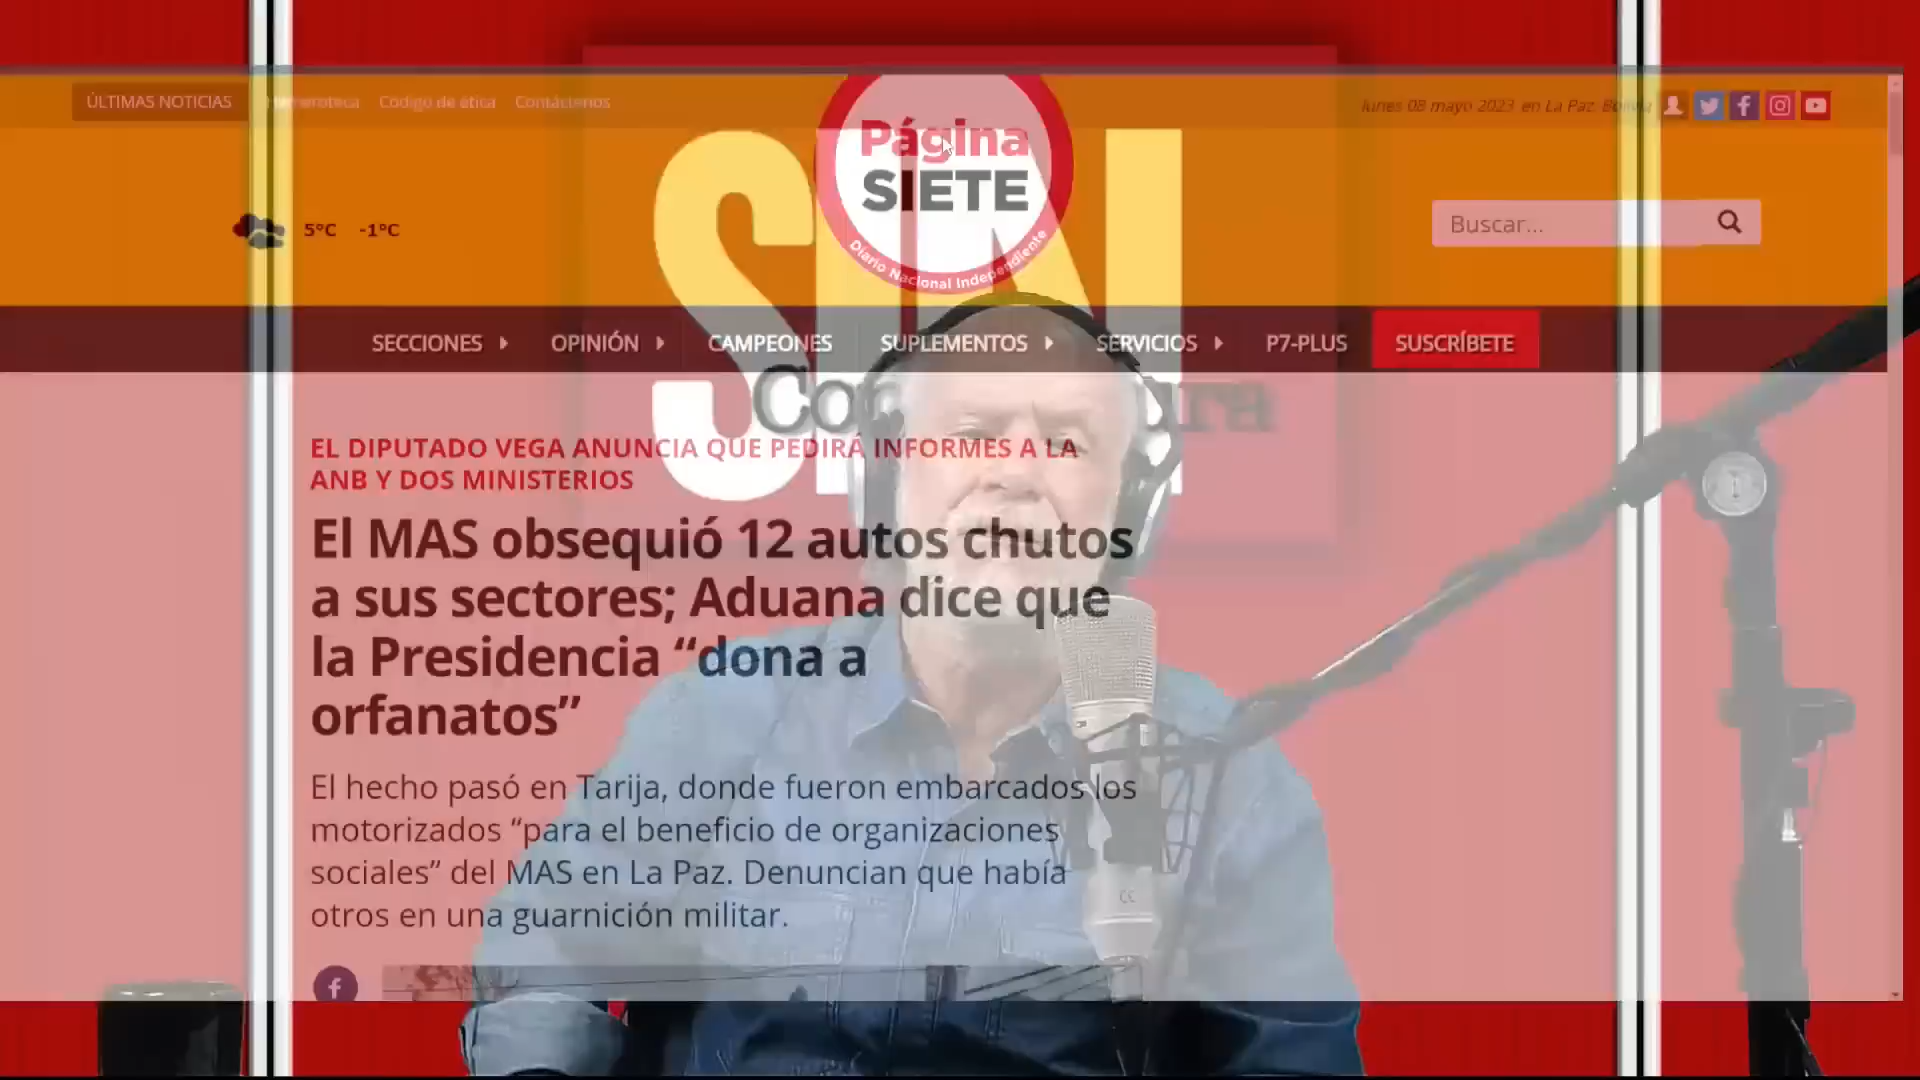 ÚLTIMAS NOTICIAS
Hemeroteca
Código de ética
Contáctenos
lunes 08 mayo 2023 en La Paz, Bolivia
Página
SIETE
Diario Nacional Independiente
5°C -1°C
Buscar...
SECCIONES
OPINIÓN
CAMPEONES
SUPLEMENTOS
SERVICIOS
P7-PLUS
SUSCRÍBETE
SIN
EL DIPUTADO VEGA ANUNCIA QUE PEDIRÁ INFORMES A LA
ANB Y DOS MINISTERIOS
El MAS obsequió 12 autos chutos
a sus sectores; Aduana dice que
la Presidencia “dona a
orfanatos”
El hecho pasó en Tarija, donde fueron embarcados los
motorizados “para el beneficio de organizaciones
sociales” del MAS en La Paz. Denuncian que había
otros en una guarnición militar.